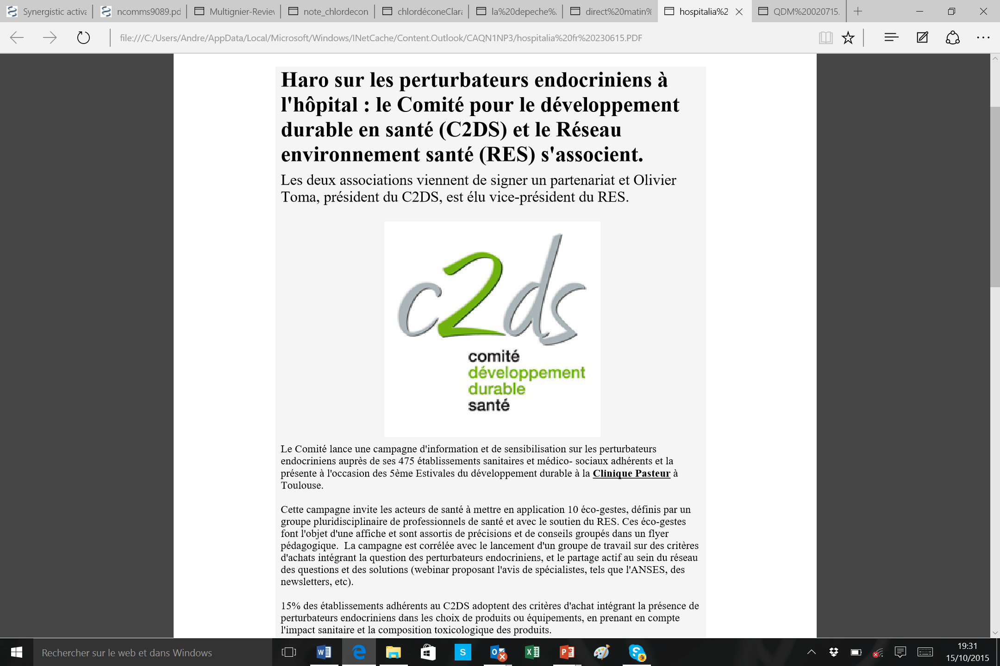 Synergistic activa
ncomms9089.pd
Multignier-Review
note_chlordecon
chlordéconeClara
la%20depeche%
direct%20matin%
hospitalia%2
QDM%20020715.
file:///C:/Users/Andre/AppData/Local/Microsoft/Windows/INetCache/Content.Outlook/CAQN1NP3/hospitalia%20fr%20230615.PDF
Haro sur les perturbateurs endocriniens à
l'hôpital : le Comité pour le développement
durable en santé (C2DS) et le Réseau
environnement santé (RES) s'associent.
Les deux associations viennent de signer un partenariat et Olivier
Toma, président du C2DS, est élu vice-président du RES.
c2ds
comité
développement
durable
santé
Le Comité lance une campagne d'information et de sensibilisation sur les perturbateurs
endocriniens auprès de ses 475 établissements sanitaires et médico- sociaux adhérents et la
présente à l'occasion des 5ème Estivales du développement durable à la Clinique Pasteur à
Toulouse.
Cette campagne invite les acteurs de santé à mettre en application 10 éco-gestes, définis par un
groupe pluridisciplinaire de professionnels de santé et avec le soutien du RES. Ces éco-gestes
font l'objet d'une affiche et sont assortis de précisions et de conseils groupés dans un flyer
pédagogique.  La campagne est corrélée avec le lancement d'un groupe de travail sur des critères
d'achats intégrant la question des perturbateurs endocriniens, et le partage actif au sein du réseau
des questions et des solutions (webinar proposant l'avis de spécialistes, tels que l'ANSES, des
newsletters, etc).
15% des établissements adhérents au C2DS adoptent des critères d'achat intégrant la présence de
perturbateurs endocriniens dans les choix de produits ou équipements, en prenant en compte
l'impact sanitaire et la composition toxicologique des produits.
Rechercher sur le web et dans Windows
19:31
15/10/2015